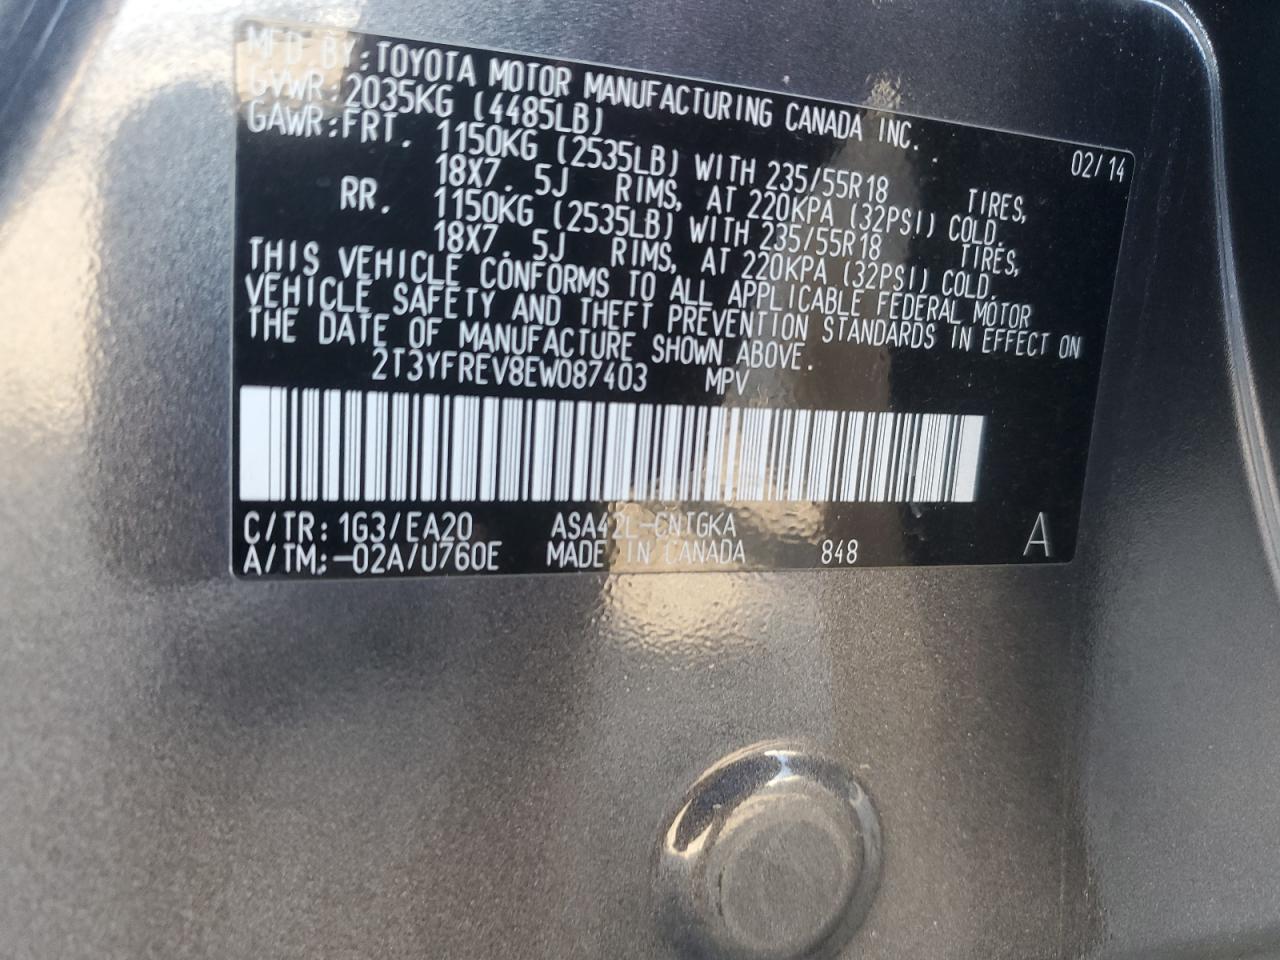 MFD. BY: TOYOTA MOTOR MANUFACTURING CANADA INC.
GVWR: 2035KG (4485LB) 02/14
GAWR: FRT. 1150KG (2535LB) WITH 235/55R18 TIRES,
18X7.5J RIMS, AT 220KPA (32PSI) COLD.
RR. 1150KG (2535LB) WITH 235/55R18 TIRES,
18X7.5J RIMS, AT 220KPA (32PSI) COLD.
THIS VEHICLE CONFORMS TO ALL APPLICABLE FEDERAL MOTOR
VEHICLE SAFETY AND THEFT PREVENTION STANDARDS IN EFFECT ON
THE DATE OF MANUFACTURE SHOWN ABOVE.
2T3YFREV8EW087403 MPV
C/TR: 1G3/EA20 ASA42L-CNTGKA
A/TM: -02A/U760E MADE IN CANADA 848 A